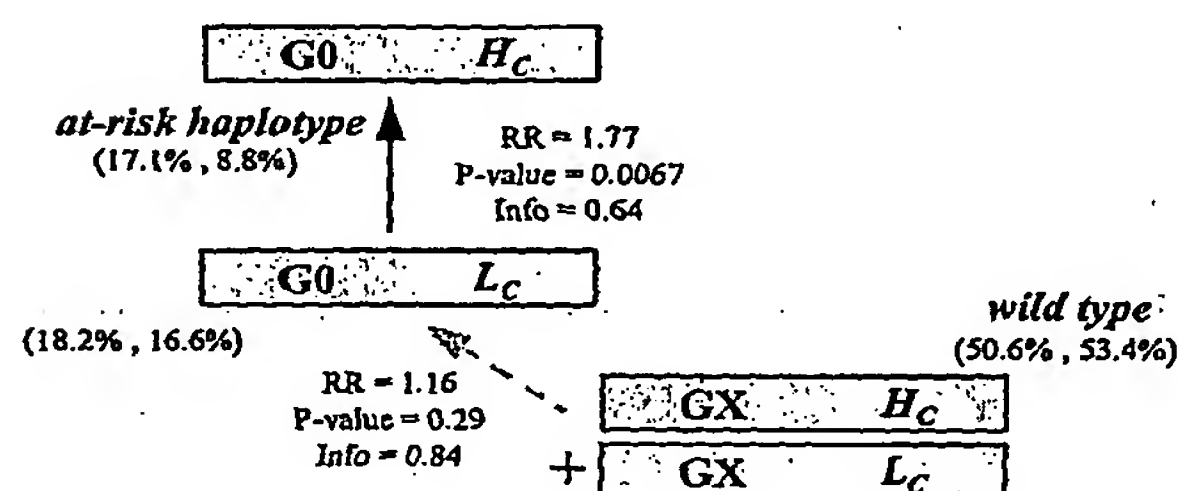 G0 H_C
at-risk haplotype
(17.1% , 8.8%)
RR = 1.77
P-value = 0.0067
Info = 0.64
G0 L_C
(18.2% , 16.6%)
wild type
(50.6% , 53.4%)
RR = 1.16
P-value = 0.29
Info = 0.84
GX H_C
+ GX L_C